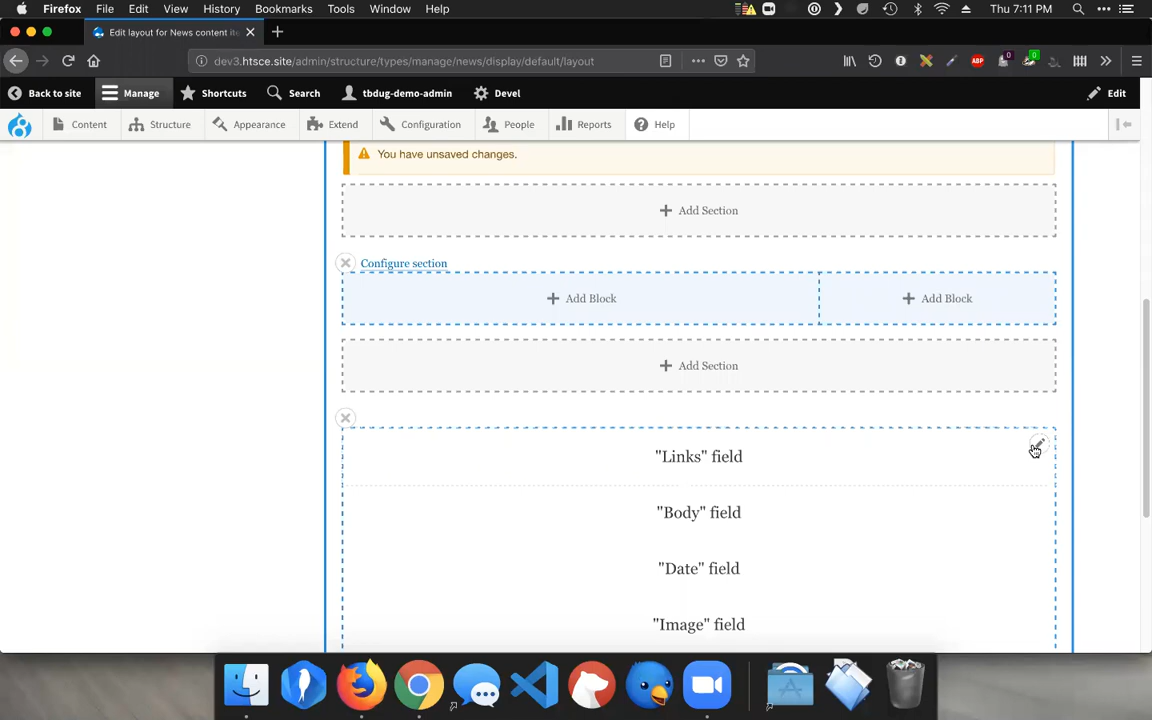 Firefox File Edit View History Bookmarks Tools Window Help Thu 7:11 PM
Edit layout for News content ite
dev3.htsce.site/admin/structure/types/manage/news/display/default/layout
ABP 0 0
Back to site Manage Shortcuts Search tbdug-demo-admin Devel Edit
Content Structure Appearance Extend Configuration People Reports Help
You have unsaved changes.
+ Add Section
Configure section
+ Add Block + Add Block
+ Add Section
"Links" field
"Body" field
"Date" field
"Image" field